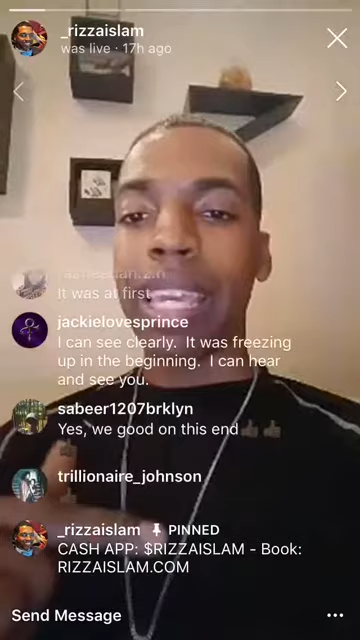 _rizzaislam
was live · 17h ago
It was at first
jackielovesprince
I can see clearly. It was freezing
up in the beginning. I can hear
and see you.
sabeer1207brklyn
Yes, we good on this end👍🏿👍🏿
trillionaire_johnson
👍🏿
_rizzaislam 📌 PINNED
CASH APP: $RIZZAISLAM - Book:
RIZZAISLAM.COM
Send Message